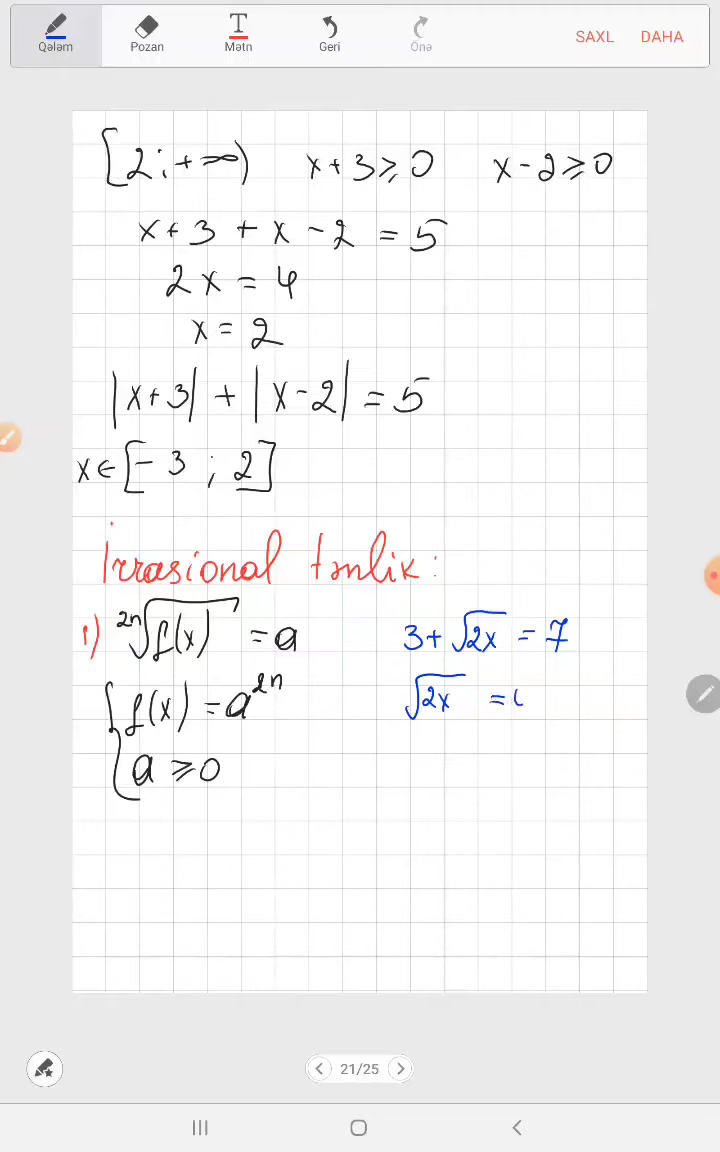 Qələm Pozan Mətn Geri Önə SAXL DAHA
[2;+∞) x+3≥0 x-2≥0
x+3+x-2=5
2x=4
x=2
|x+3|+|x-2|=5
x∈[-3;2]
İrrasional tənlik:
1) ²ⁿ√f(x) = a 3+√2x=7
{ f(x)=a²ⁿ √2x =
a≥0
21/25